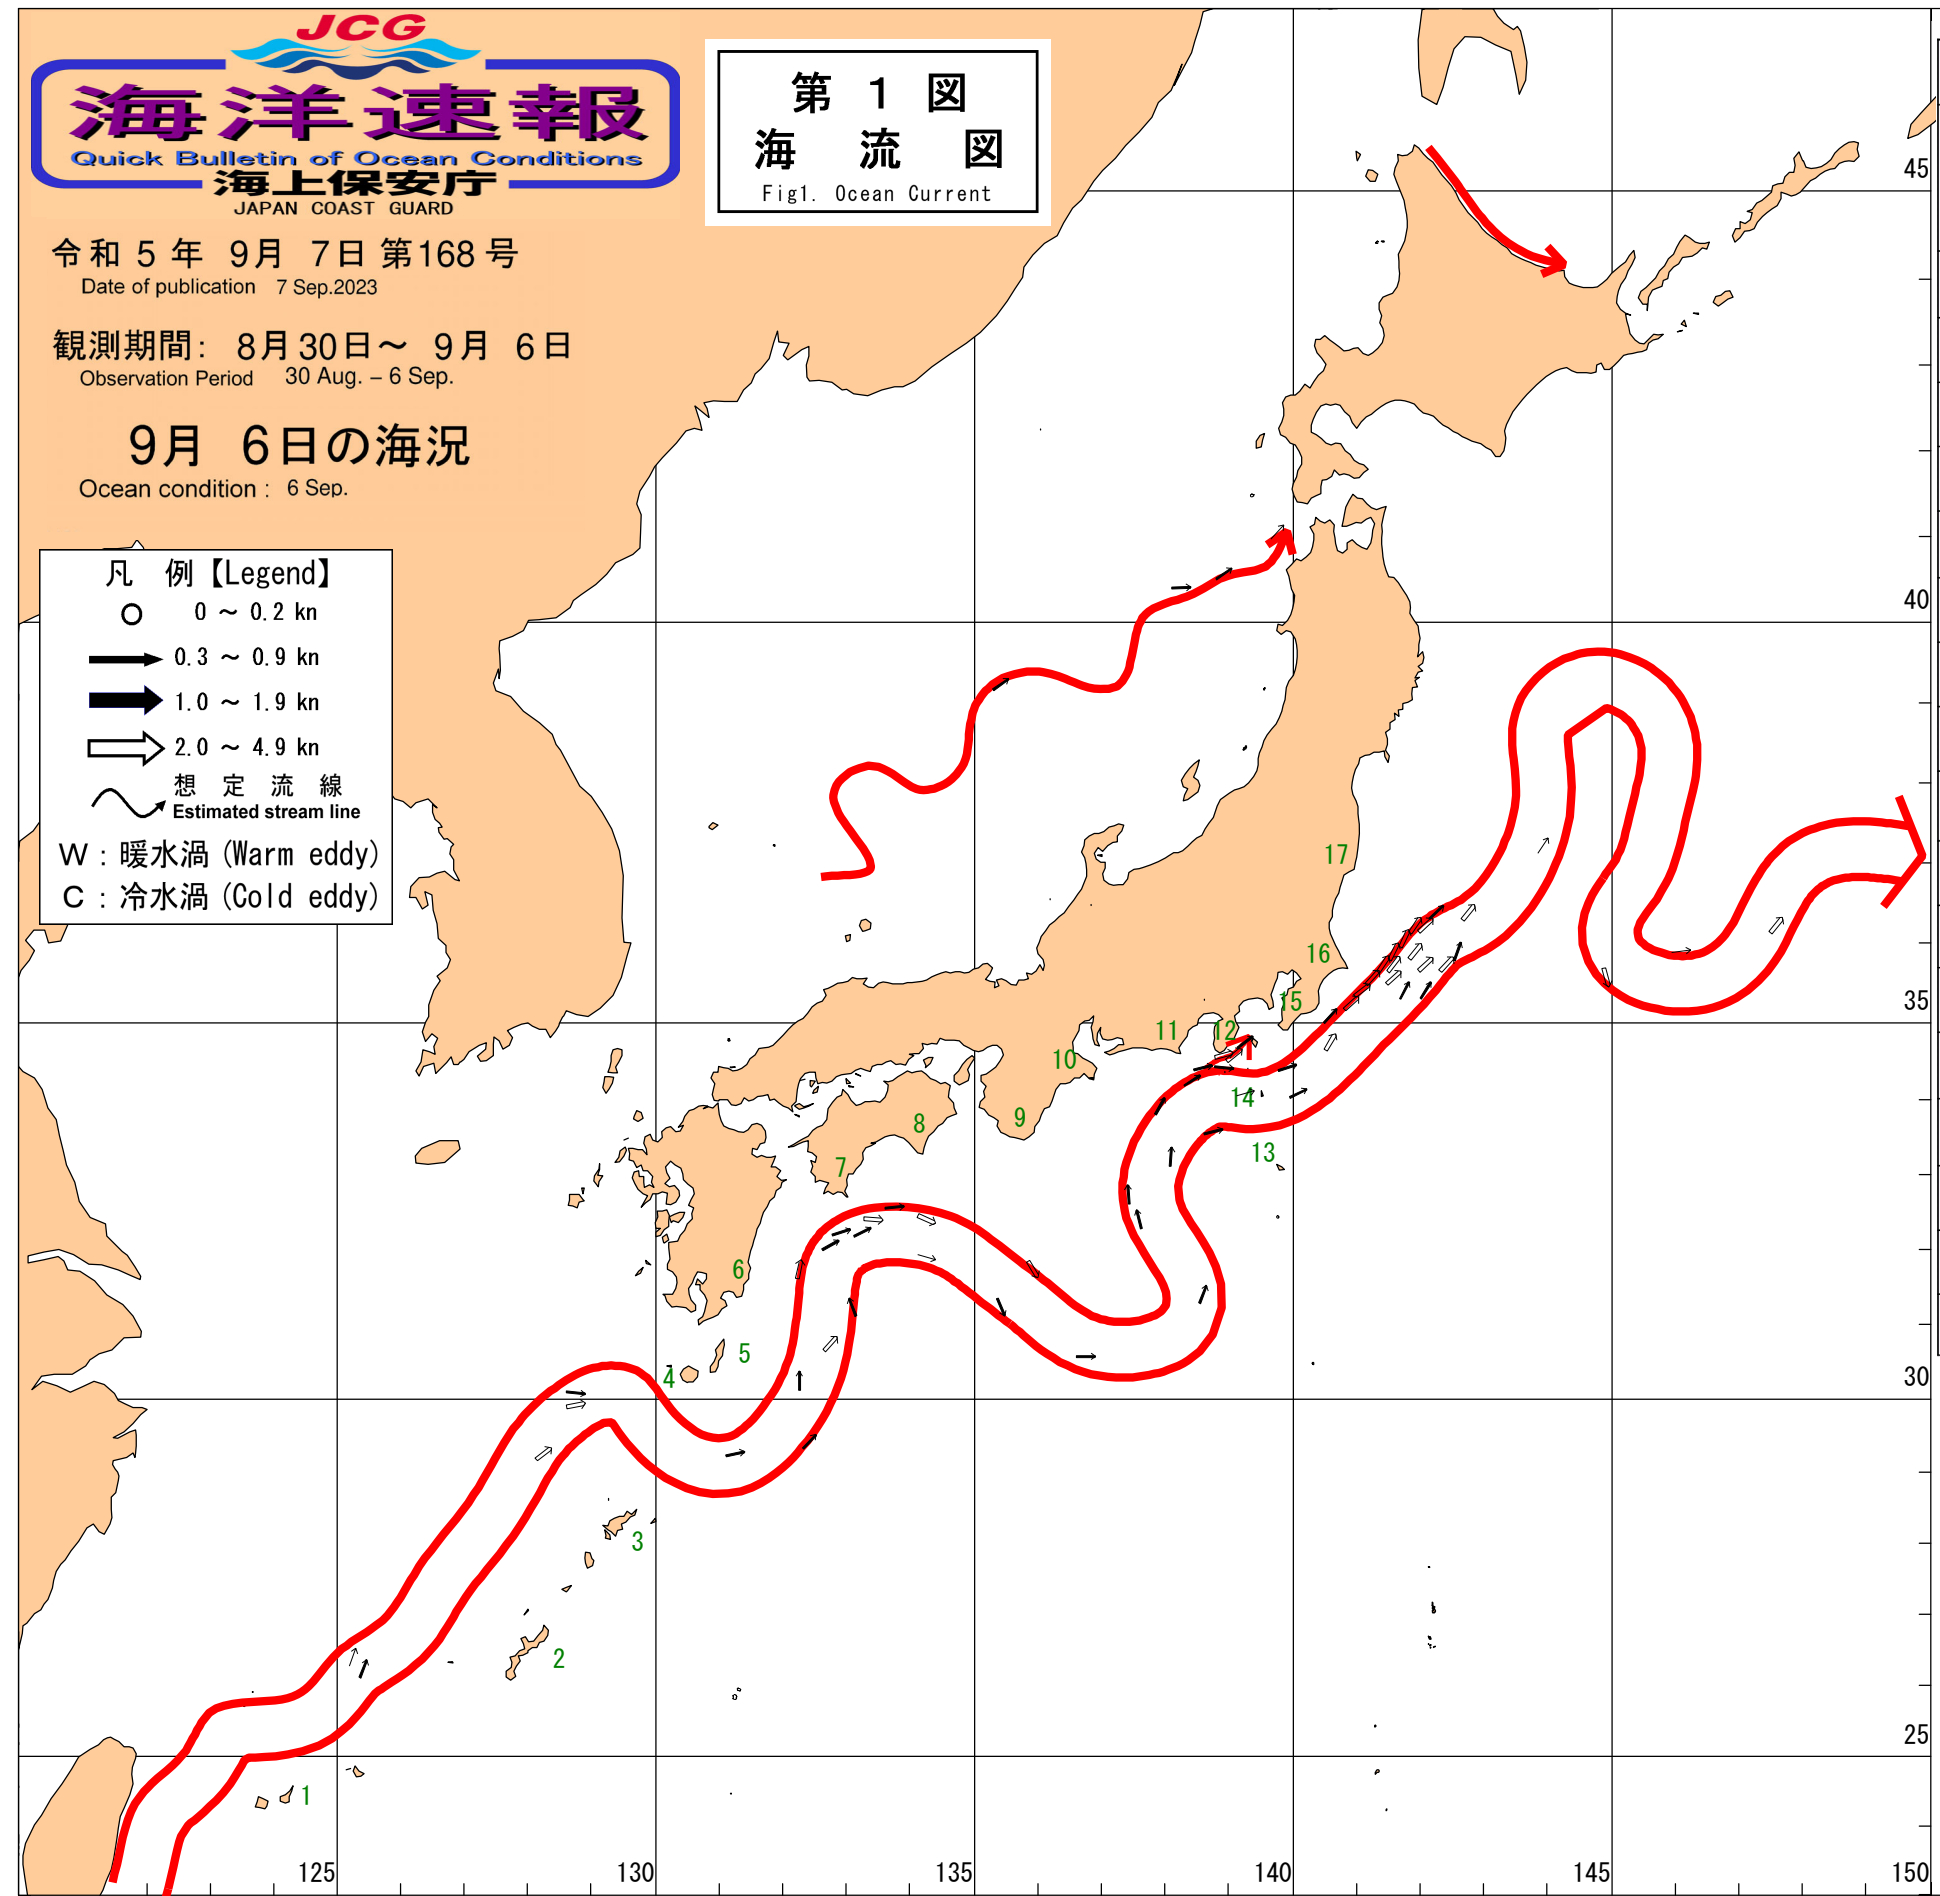 JCG
海洋速報
Quick Bulletin of Ocean Conditions
海上保安庁
JAPAN COAST GUARD
第 1 図
海 流 図
Fig1. Ocean Current
令和 5 年 9月 7日 第168号
Date of publication 7 Sep.2023
観測期間: 8月30日～ 9月 6日
Observation Period 30 Aug. – 6 Sep.
9月 6日の海況
Ocean condition : 6 Sep.
凡 例【Legend】
0 ～ 0.2 kn
0.3 ～ 0.9 kn
1.0 ～ 1.9 kn
2.0 ～ 4.9 kn
想 定 流 線
Estimated stream line
W : 暖水渦 (Warm eddy)
C : 冷水渦 (Cold eddy)
45
40
17
16
35
15
11
12
10
14
9
8
13
7
6
5
4
30
3
2
25
1
125
130
135
140
145
150